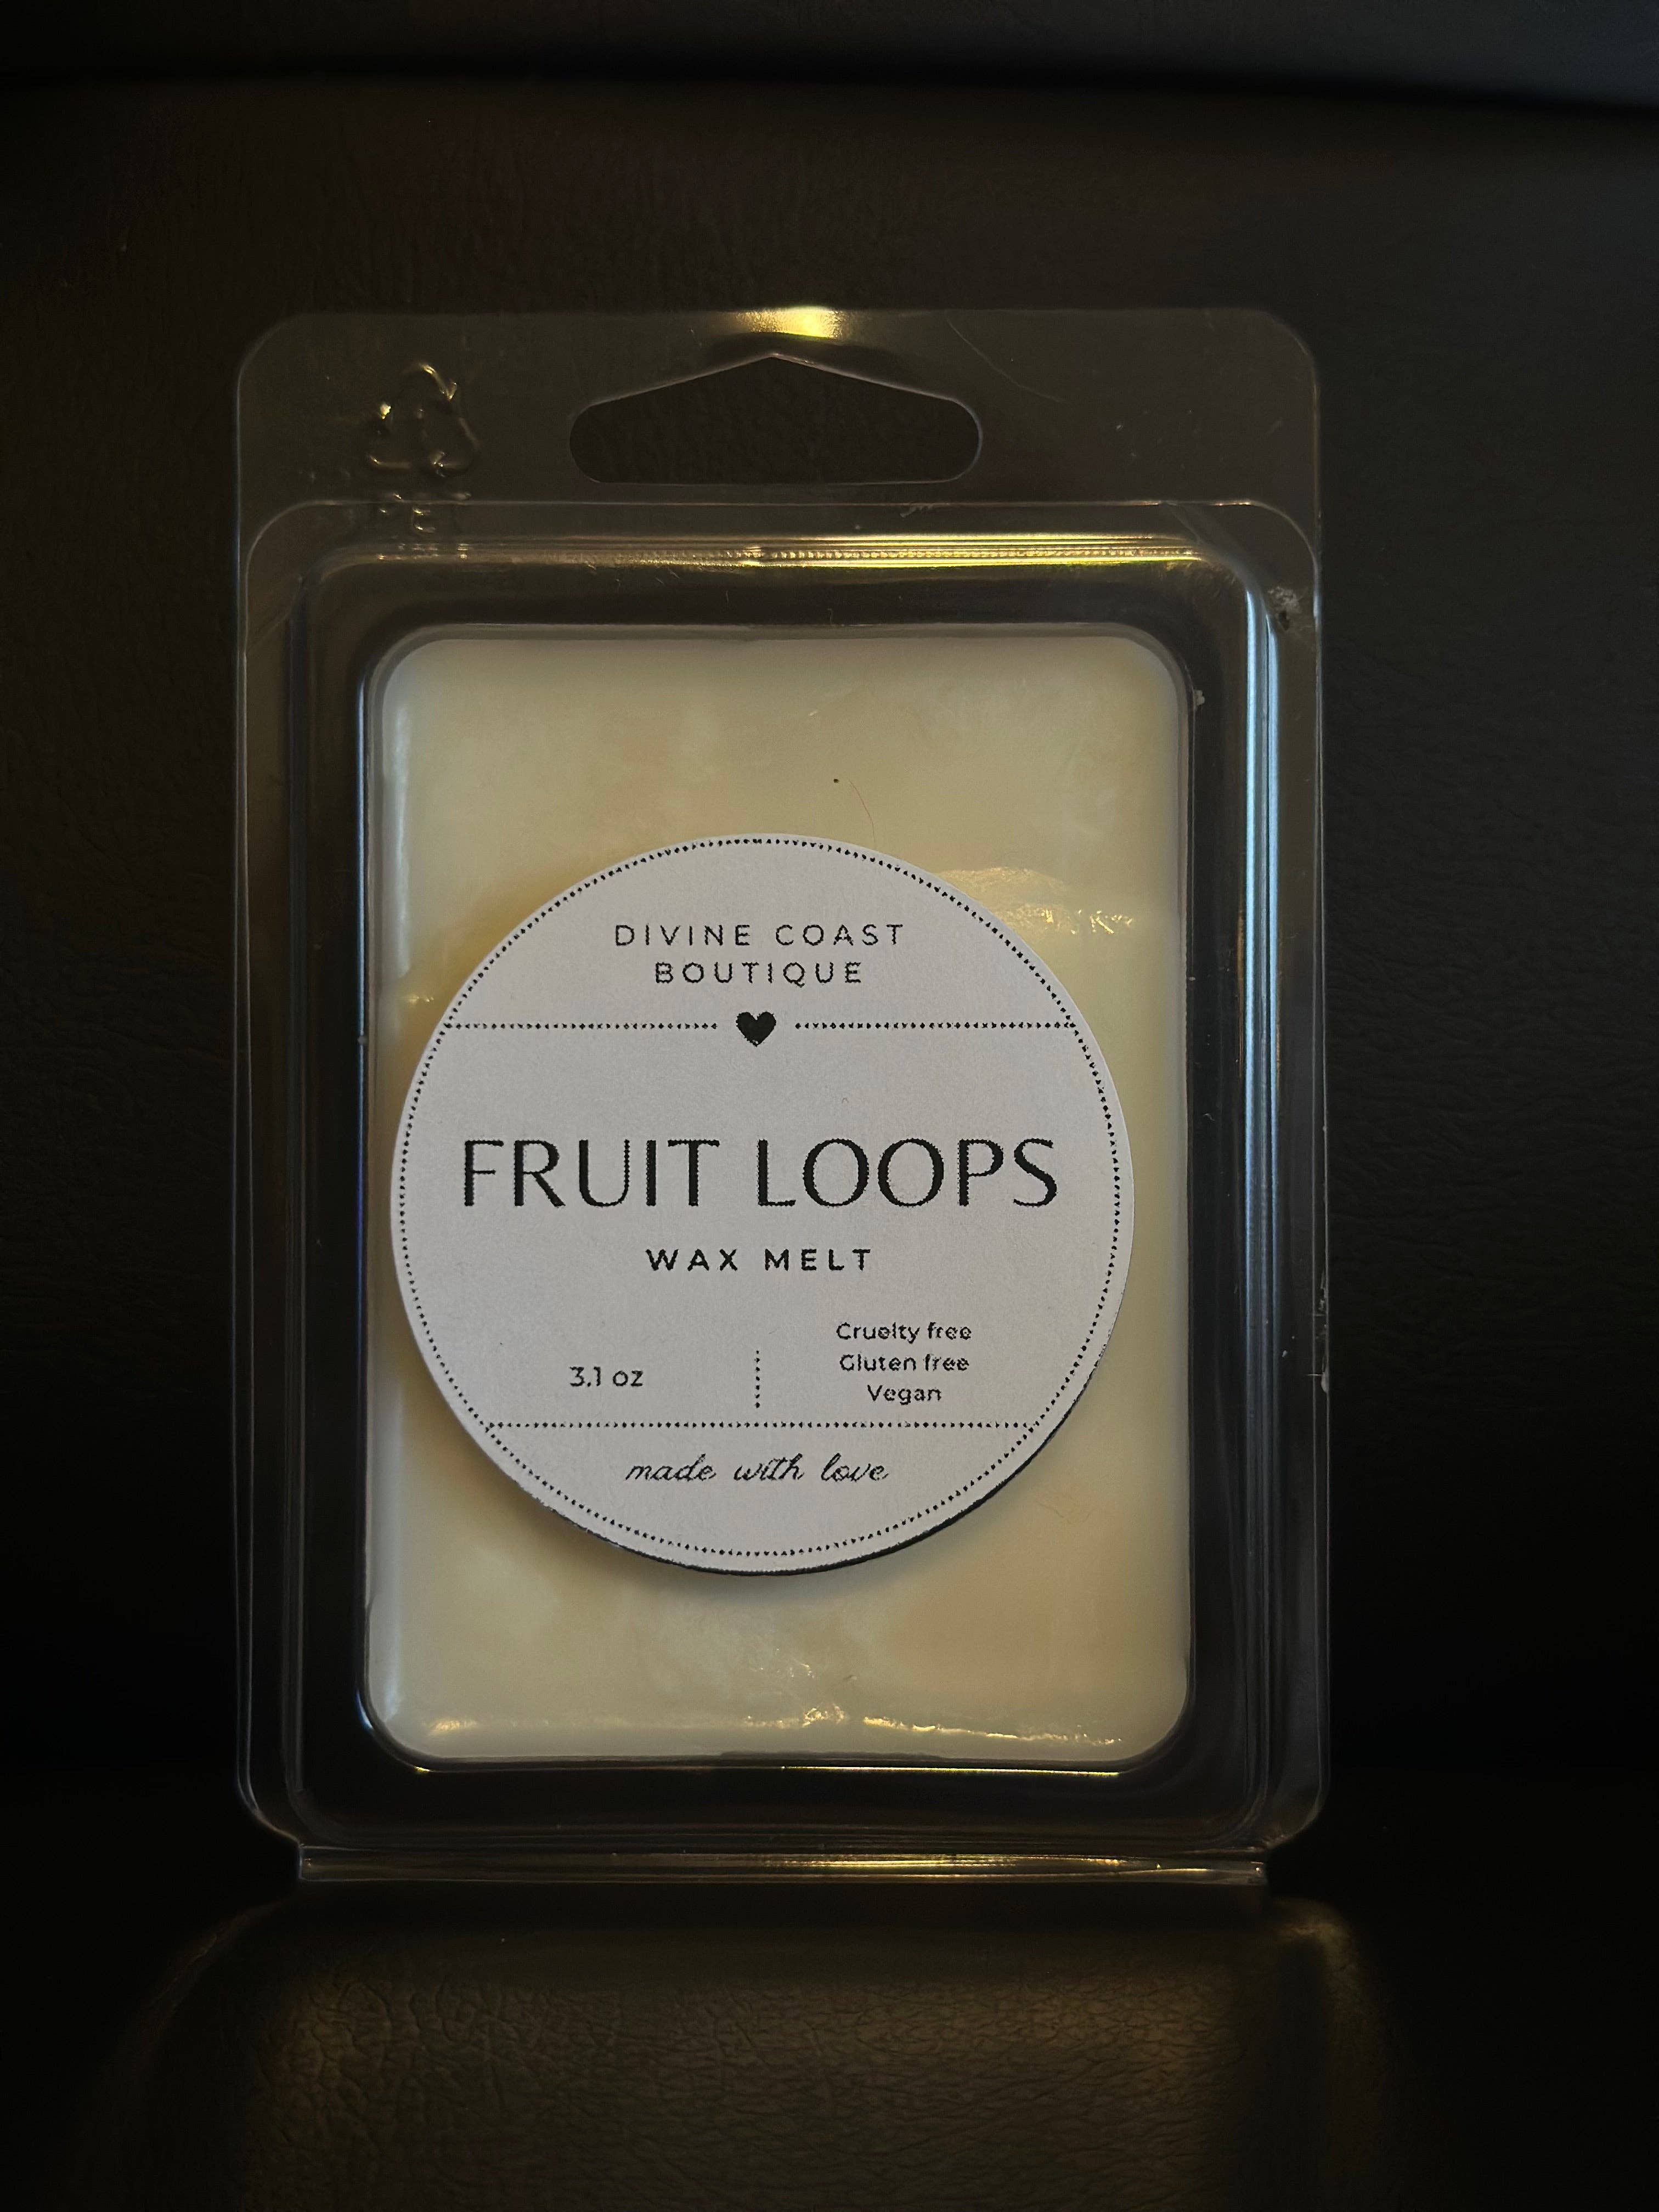 DIVINE COAST
BOUTIQUE
FRUIT LOOPS
WAX MELT
3.1 oz
Cruelty free
Gluten free
Vegan
made with love